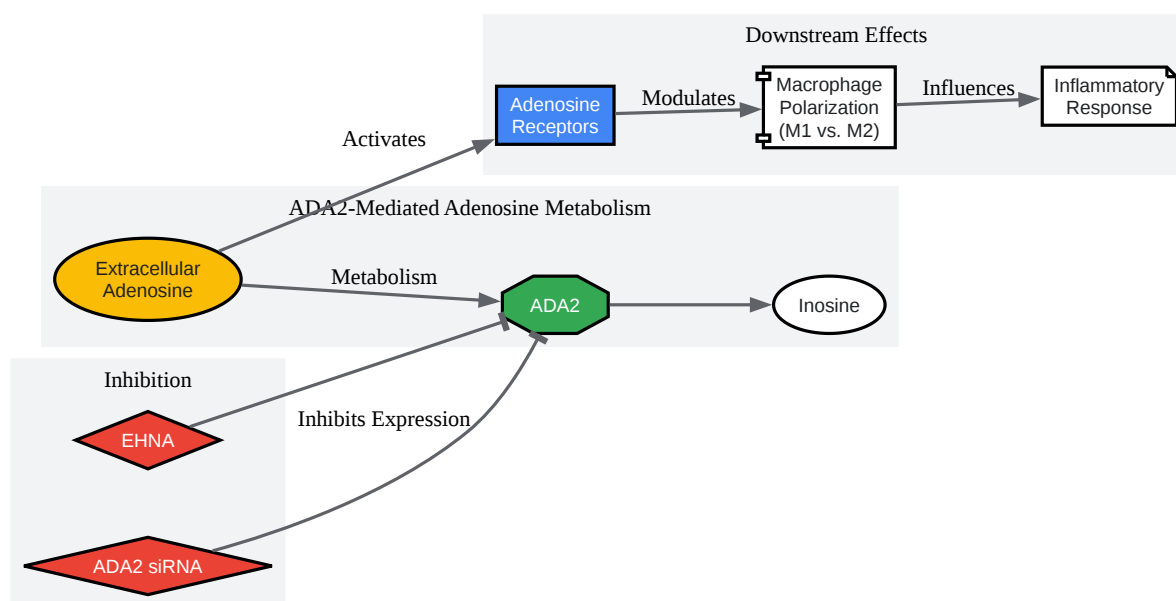 Downstream Effects
Adenosine
Receptors
Modulates
Macrophage
Polarization
(M1 vs. M2)
Influences
Inflammatory
Response
Activates
ADA2-Mediated Adenosine Metabolism
Extracellular
Adenosine
Metabolism
ADA2
Inosine
Inhibition
EHNA
Inhibits Expression
ADA2 siRNA